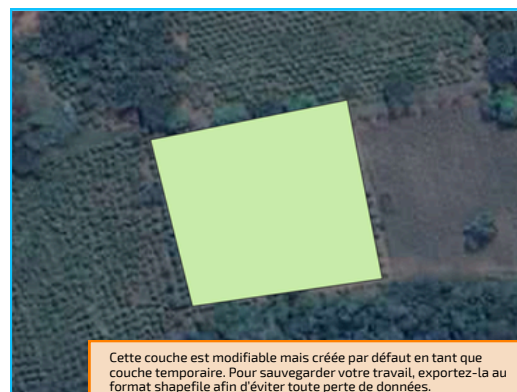 Cette couche est modifiable mais créée par défaut en tant que
couche temporaire. Pour sauvegarder votre travail, exportez-la au
format shapefile afin d'éviter toute perte de données.